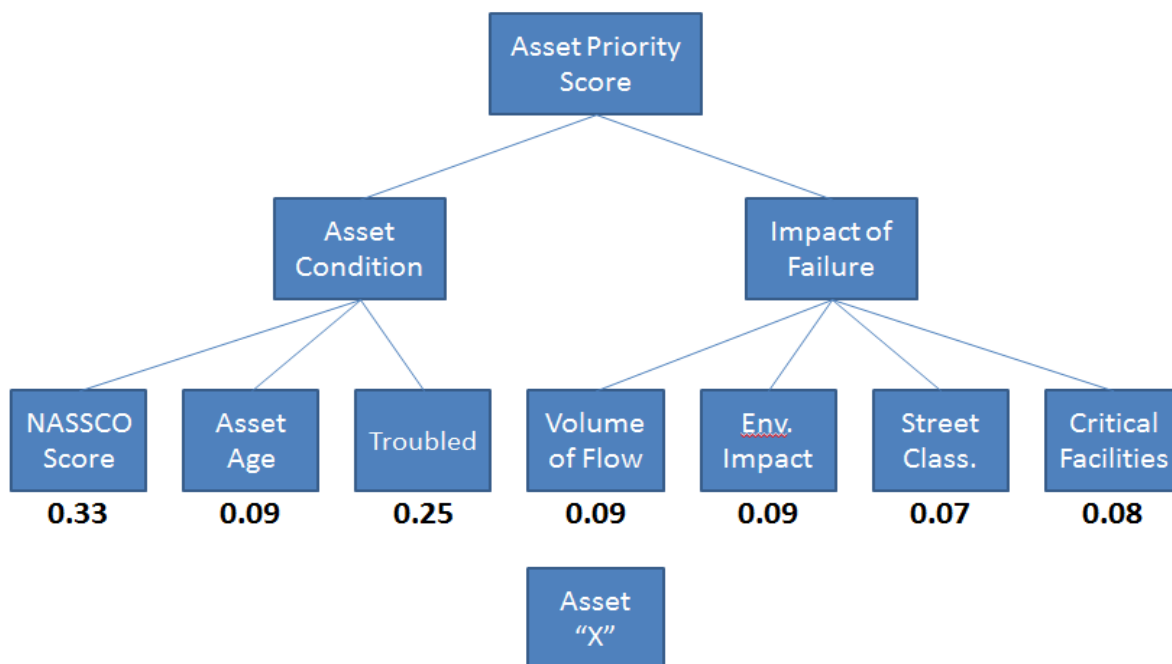 Asset Priority
Score
Asset
Condition
Impact of
Failure
NASSCO
Score
Asset
Age
Troubled
Volume
of Flow
Env.
Impact
Street
Class.
Critical
Facilities
0.33
0.09
0.25
0.09
0.09
0.07
0.08
Asset
“X”